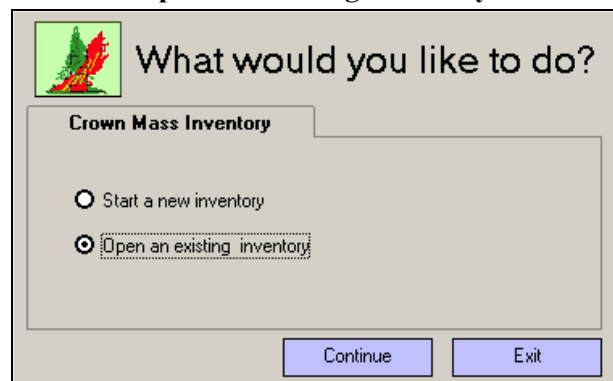 What would you like to do?
Crown Mass Inventory
Start a new inventory
Open an existing inventory
Continue
Exit